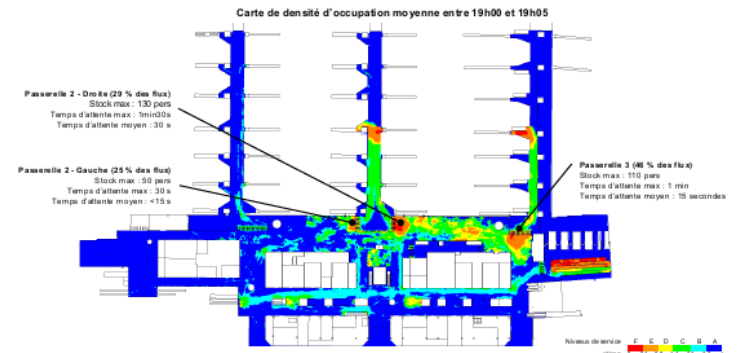 Carte de densité d'occupation moyenne entre 19h00 et 19h05
Passerelle 2 - Droite (29 % des flux)
Stock max : 130 pers
Temps d'attente max : 1min30s
Temps d'attente moyen : 30 s
Passerelle 2 - Gauche (25 % des flux)
Stock max : 50 pers
Temps d'attente max : 30s
Temps d'attente moyen : <15 s
Passerelle 3 (46 % des flux)
Stock max : 110 pers
Temps d'attente max : 1 min
Temps d'attente moyen : 15 secondes
Niveaux de service F E D C B A